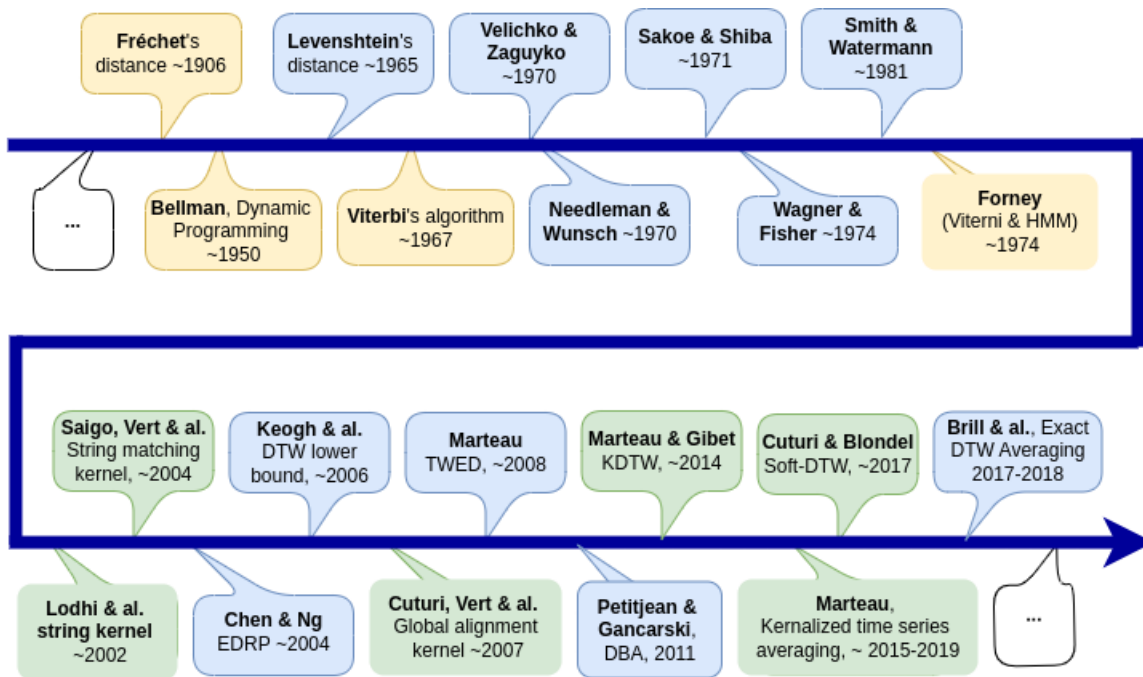 Fréchet's
distance ~1906
Levenshtein's
distance ~1965
Velichko &
Zaguyko
~1970
Sakoe & Shiba
~1971
Smith &
Watermann
~1981
...
Bellman, Dynamic
Programming
~1950
Viterbi's algorithm
~1967
Needleman &
Wunsch ~1970
Wagner &
Fisher ~1974
Forney
(Viterni & HMM)
~1974
Saigo, Vert & al.
String matching
kernel, ~2004
Keogh & al.
DTW lower
bound, ~2006
Marteau
TWED, ~2008
Marteau & Gibet
KDTW, ~2014
Cuturi & Blondel
Soft-DTW, ~2017
Brill & al., Exact
DTW Averaging
2017-2018
Lodhi & al.
string kernel
~2002
Chen & Ng
EDRP ~2004
Cuturi, Vert & al.
Global alignment
kernel ~2007
Petitjean &
Gancarski,
DBA, 2011
Marteau,
Kernalized time series
averaging, ~ 2015-2019
...